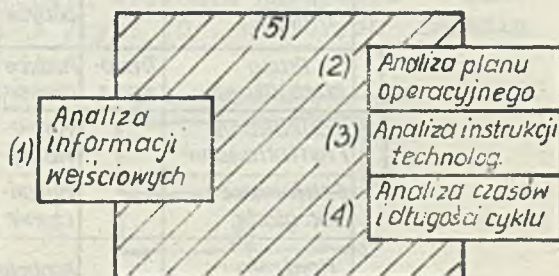 (5)
(1) Analiza
informacji
wejściowych
(2) Analiza planu
operacyjnego
(3) Analiza instrukcji
technolog.
(4) Analiza czasów
i długości cyklu